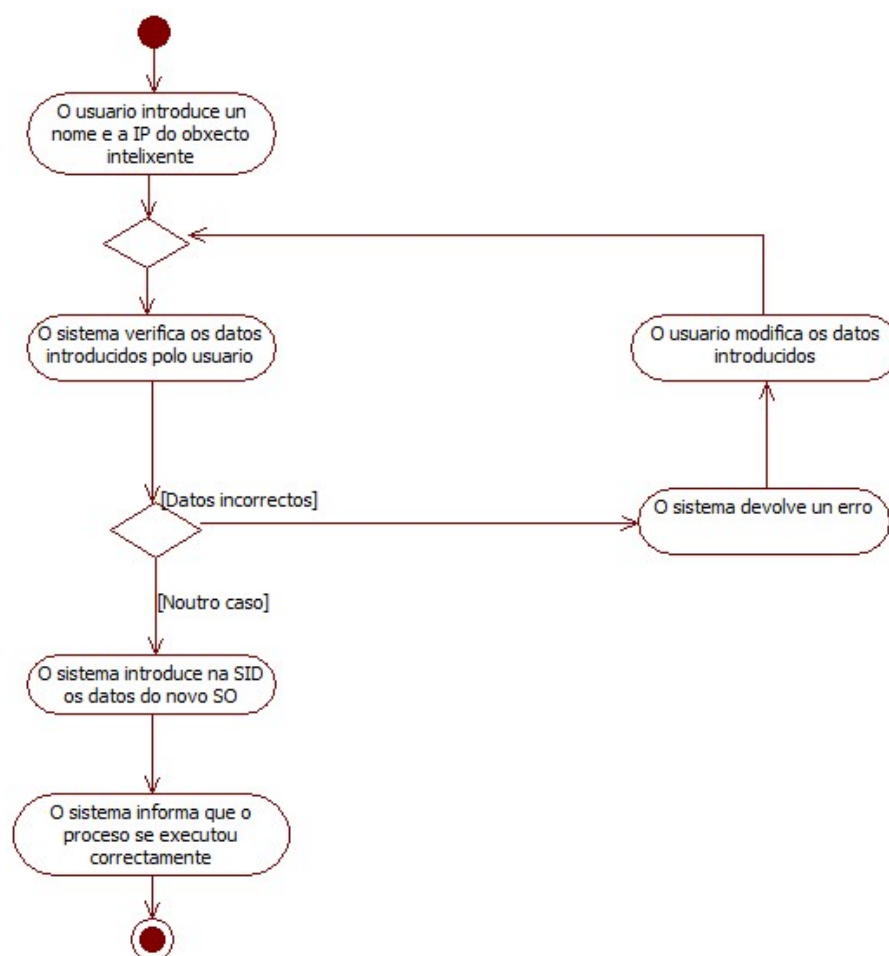 O usuario introduce un
nome e a IP do obxecto
intelixente
O sistema verifica os datos
introducidos polo usuario
O usuario modifica os datos
introducidos
[Datos incorrectos]
O sistema devolve un erro
[Noutro caso]
O sistema introduce na SID
os datos do novo SO
O sistema informa que o
proceso se executou
correctamente